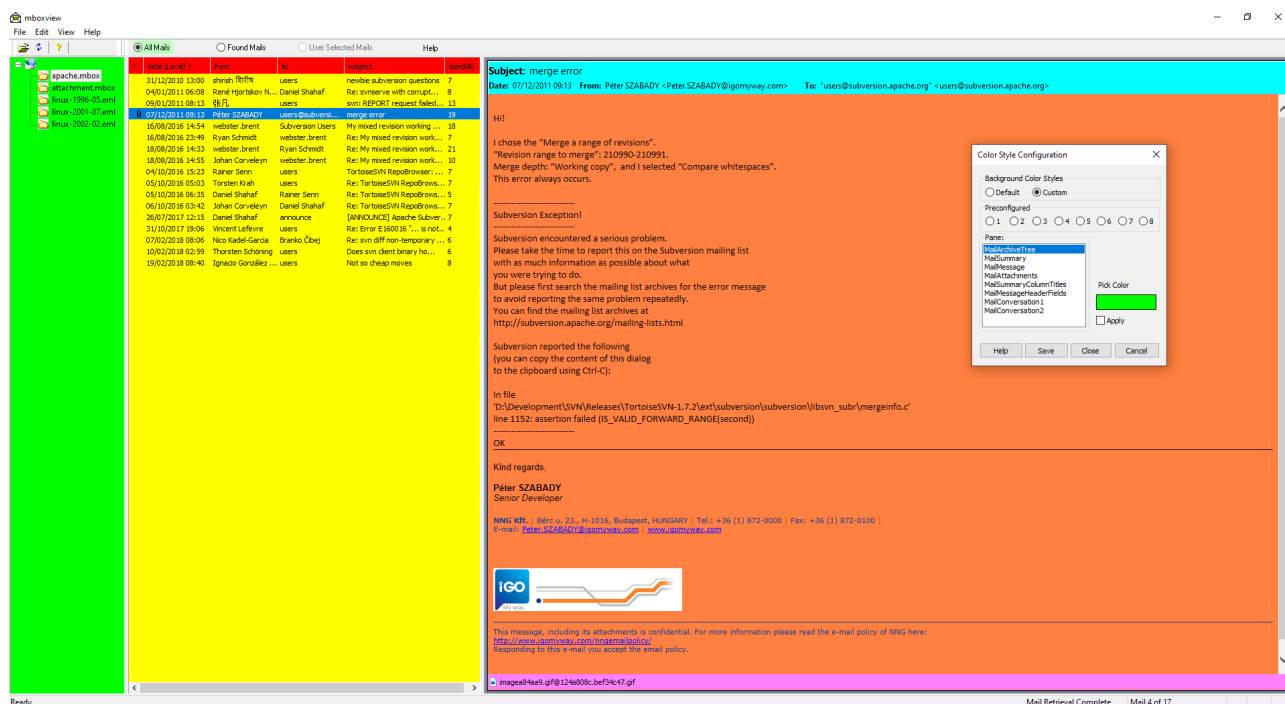 mboxview
File Edit View Help
All Mails Found Mails User Selected Mails Help
apache.mbox
attachment.mbox
linux-1996-05.eml
linux-2001-07.eml
linux-2002-02.eml
! date (Local) from to subject size(KB)
31/12/2010 13:00 shirish शिरीष users newbie subversion questions 7
04/01/2011 06:08 René Hjortskov N... Daniel Shahaf Re: svnserve with corrupt... 8
09/01/2011 08:13 张凡 users svn: REPORT request failed... 13
07/12/2011 09:13 Péter SZABADY users@subversi... merge error 19
16/08/2016 14:54 webster.brent Subversion Users My mixed revision working ... 18
16/08/2016 23:49 Ryan Schmidt webster.brent Re: My mixed revision work... 7
18/08/2016 14:33 webster.brent Ryan Schmidt Re: My mixed revision work... 21
18/08/2016 14:55 Johan Corveleyn webster.brent Re: My mixed revision work... 10
04/10/2016 15:23 Rainer Senn users TortoiseSVN RepoBrowser: ... 7
05/10/2016 05:03 Torsten Krah users Re: TortoiseSVN RepoBrows... 7
05/10/2016 06:35 Daniel Shahaf Rainer Senn Re: TortoiseSVN RepoBrows... 5
06/10/2016 03:42 Johan Corveleyn Daniel Shahaf Re: TortoiseSVN RepoBrows... 7
26/07/2017 12:15 Daniel Shahaf announce [ANNOUNCE] Apache Subver... 7
31/10/2017 19:06 Vincent Lefevre users Re: Error E160016 "... is not... 4
07/02/2018 08:06 Nico Kadel-Garcia Branko Čibej Re: svn diff non-temporary ... 6
10/02/2018 02:59 Thorsten Schöning users Does svn client binary ho... 6
19/02/2018 08:40 Ignacio González ... users Not so cheap moves 8
Subject: merge error
Date: 07/12/2011 09:13 From: Péter SZABADY <Peter.SZABADY@igomyway.com> To: "users@subversion.apache.org" <users@subversion.apache.org>
Hi!
I chose the “Merge a range of revisions”.
“Revision range to merge”: 210990-210991.
Merge depth: “Working copy”, and I selected “Compare whitespaces”.
This error always occurs.
---------------------------
Subversion Exception!
---------------------------
Subversion encountered a serious problem.
Please take the time to report this on the Subversion mailing list
with as much information as possible about what
you were trying to do.
But please first search the mailing list archives for the error message
to avoid reporting the same problem repeatedly.
You can find the mailing list archives at
http://subversion.apache.org/mailing-lists.html
Subversion reported the following
(you can copy the content of this dialog
to the clipboard using Ctrl-C):
In file
'D:\Development\SVN\Releases\TortoiseSVN-1.7.2\ext\subversion\subversion\libsvn_subr\mergeinfo.c'
line 1152: assertion failed (IS_VALID_FORWARD_RANGE(second))
---------------------------
OK
Kind regards,
Péter SZABADY
Senior Developer
NNG Kft. | Bérc u. 23., H-1016, Budapest, HUNGARY | Tel.: +36 (1) 872-0000 | Fax: +36 (1) 872-0100 |
E-mail: Peter.SZABADY@igomyway.com | www.igomyway.com
iGO
My way.
This message, including its attachments is confidential. For more information please read the e-mail policy of NNG here:
http://www.igomyway.com/nngemailpolicy/
Responding to this e-mail you accept the email policy.
imagea84aa9.gif@124a808c.bef34c47.gif
Color Style Configuration
Background Color Styles
Default Custom
Preconfigured
1 2 3 4 5 6 7 8
Pane:
MailArchiveTree
MailSummary
MailMessage
MailAttachments
MailSummaryColumnTitles
MailMessageHeaderFields
MailConversation1
MailConversation2
Pick Color
Apply
Help Save Close Cancel
Ready Mail Retrieval Complete Mail 4 of 17